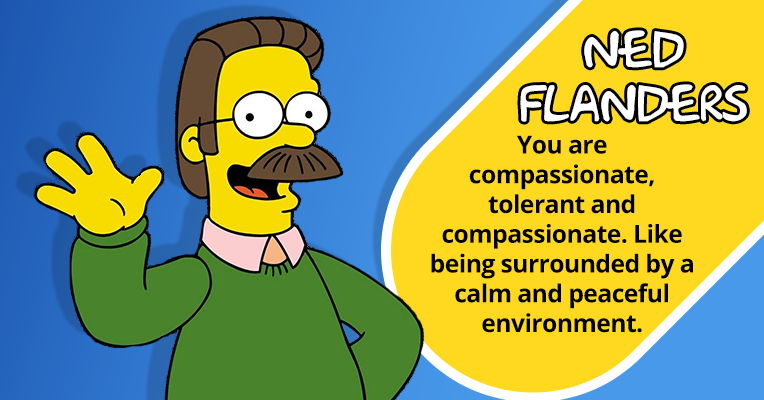 NED
FLANDERS
You are
compassionate,
tolerant and
compassionate. Like
being surrounded by a
calm and peaceful
environment.